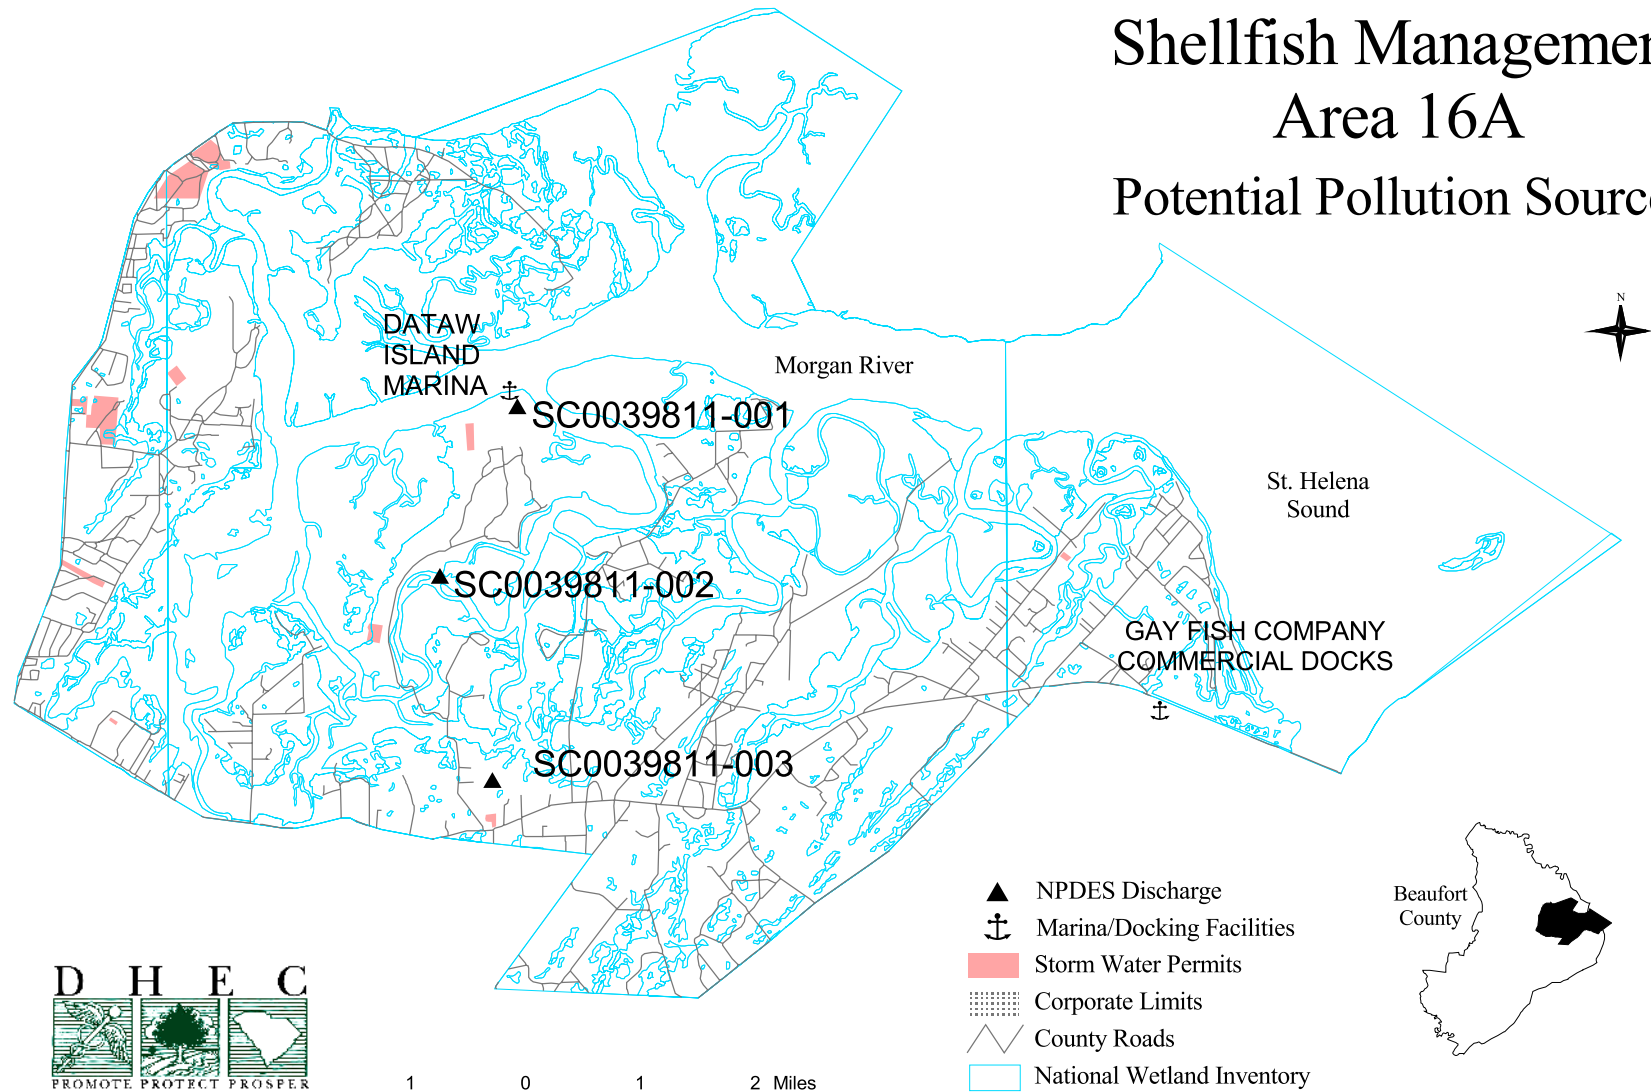 Shellfish Managemen
Area 16A
Potential Pollution Sourc
N
DATAW
ISLAND
MARINA
Morgan River
SC0039811-001
St. Helena
Sound
SC0039811-002
GAY FISH COMPANY
COMMERCIAL DOCKS
SC0039811-003
NPDES Discharge
Marina/Docking Facilities
Storm Water Permits
Corporate Limits
County Roads
National Wetland Inventory
Beaufort
County
D H E C
PROMOTE PROTECT PROSPER
1 0 1 2 Miles